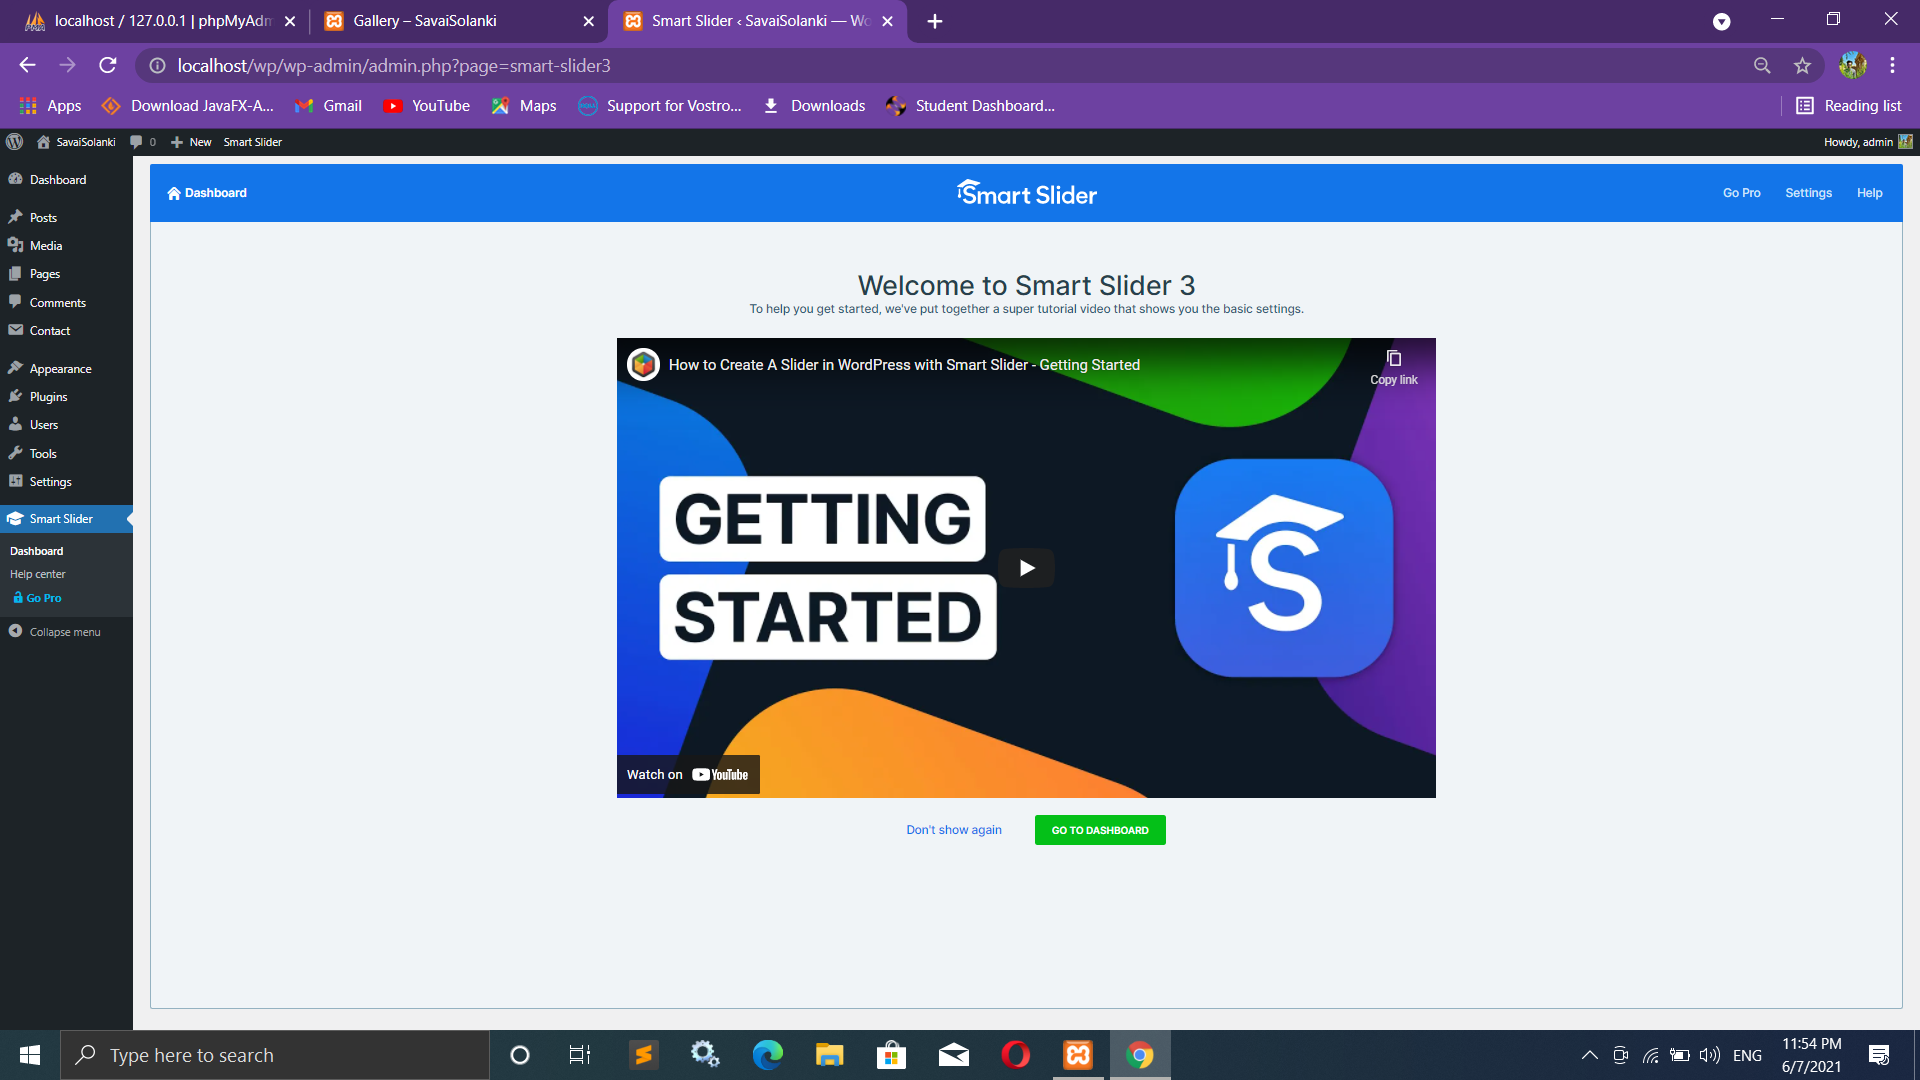 localhost / 127.0.0.1 | phpMyAdm
Gallery – SavaiSolanki
Smart Slider ‹ SavaiSolanki — Wo
localhost/wp/wp-admin/admin.php?page=smart-slider3
Apps
Download JavaFX-A...
Gmail
YouTube
Maps
Support for Vostro...
Downloads
Student Dashboard...
Reading list
SavaiSolanki
0
New
Smart Slider
Howdy, admin
Dashboard
Posts
Media
Pages
Comments
Contact
Appearance
Plugins
Users
Tools
Settings
Smart Slider
Dashboard
Help center
Go Pro
Collapse menu
Dashboard
Smart Slider
Go Pro
Settings
Help
Welcome to Smart Slider 3
To help you get started, we've put together a super tutorial video that shows you the basic settings.
How to Create A Slider in WordPress with Smart Slider - Getting Started
Copy link
GETTING
STARTED
S
Watch on YouTube
Don't show again
GO TO DASHBOARD
Type here to search
ENG
11:54 PM
6/7/2021